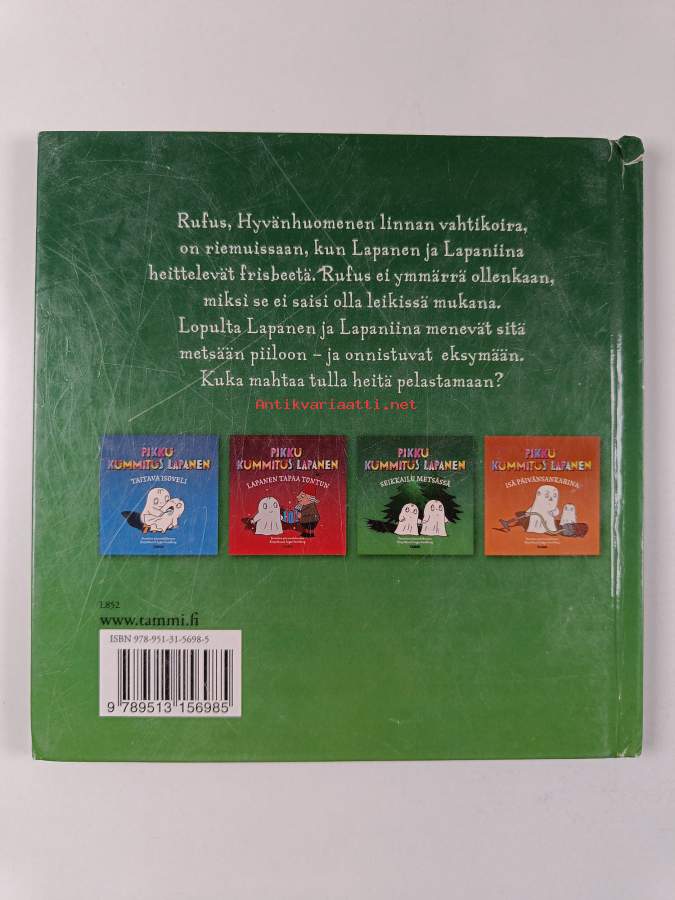 Rufus, Hyvänhuomenen linnan vahtikoira,
on riemuissaan, kun Lapanen ja Lapaniina
heittelevät frisbeetä. Rufus ei ymmärrä ollenkaan,
miksi se ei saisi olla leikissä mukana.
Lopulta Lapanen ja Lapaniina menevät sitä
metsään piiloon – ja onnistuvat eksymään.
Kuka mahtaa tulla heitä pelastamaan?
Antikvariaatti.net
PIKKU
KUMMITUS LAPANEN
TAITAVA ISOVELI
PIKKU
KUMMITUS LAPANEN
LAPANEN TAPAA TONTUN
PIKKU
KUMMITUS LAPANEN
SEIKKAILU METSÄSSÄ
PIKKU
KUMMITUS LAPANEN
ISÄ PÄIVÄNSANKARINA
L852
www.tammi.fi
ISBN 978-951-31-5698-5
9 789513 156985